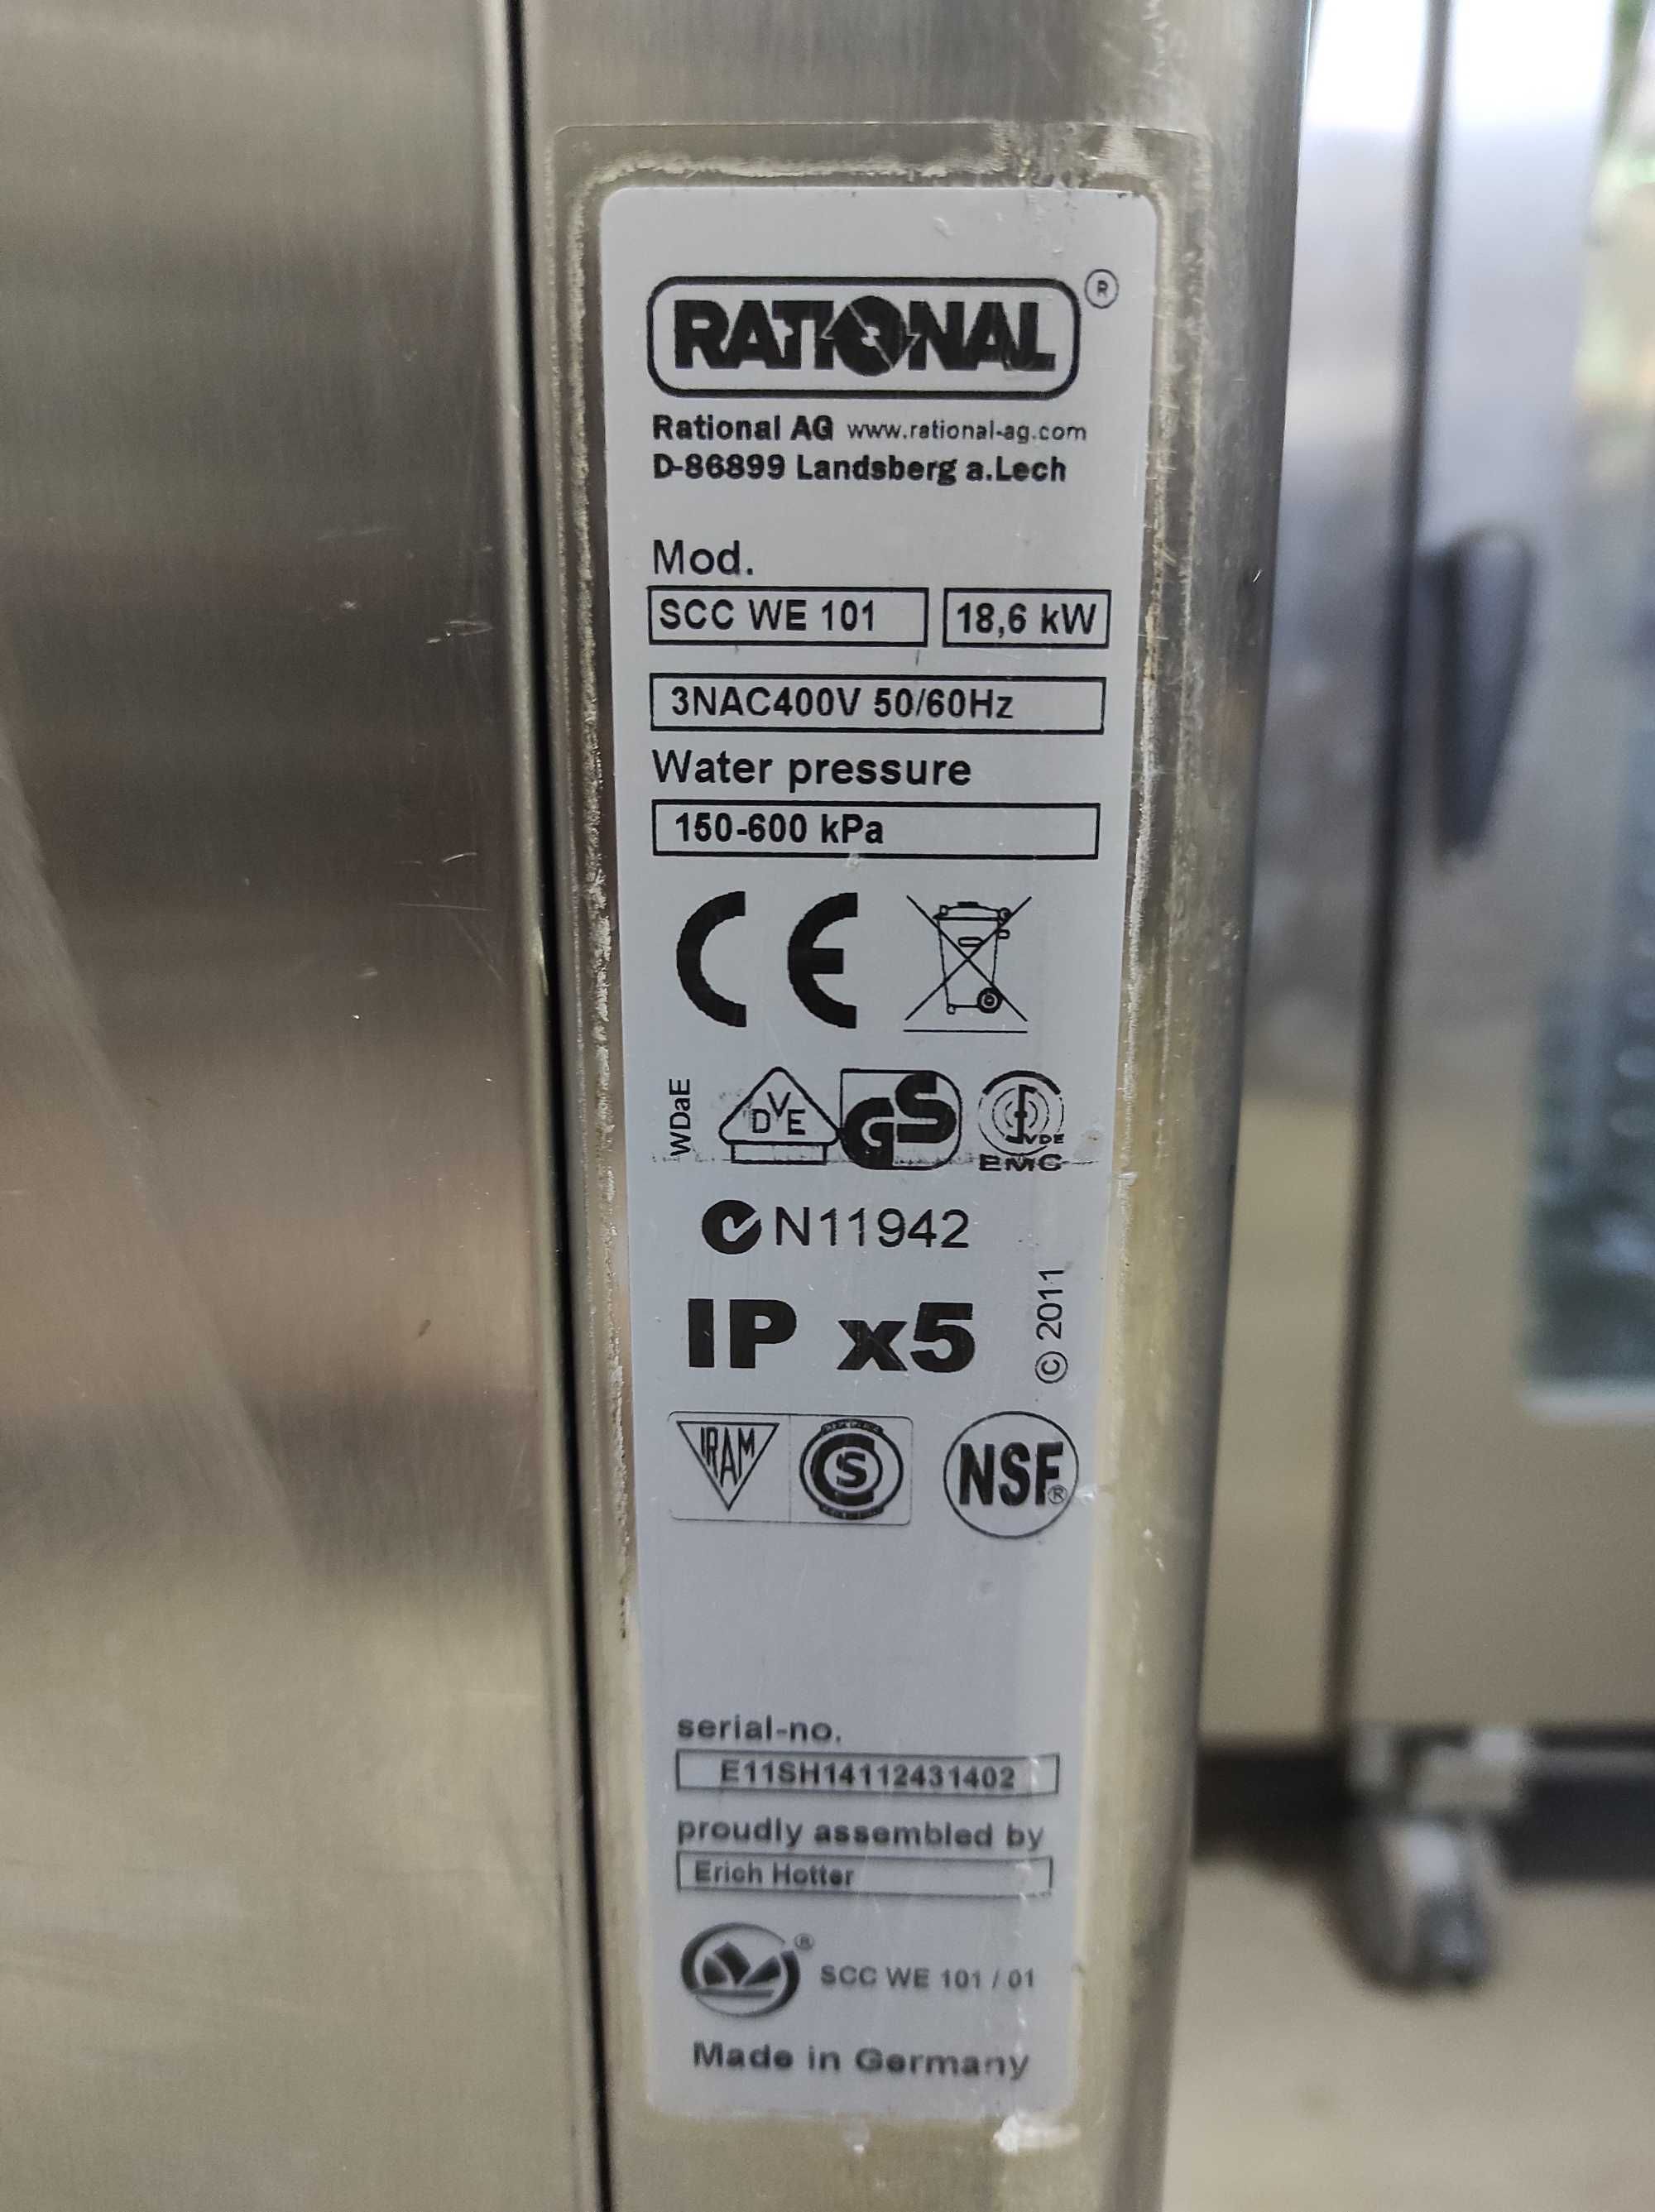 RATIONAL ®
Rational AG www.rational-ag.com
D-86899 Landsberg a.Lech
Mod.
SCC WE 101 18,6 kW
3NAC400V 50/60Hz
Water pressure
150-600 kPa
CE
WDaE DVE GS VDE
EMC
N11942
IP x5 © 2011
IRAM S NSF®
serial-no.
E11SH14112431402
proudly assembled by
Erich Hotter
® SCC WE 101 / 01
Made in Germany